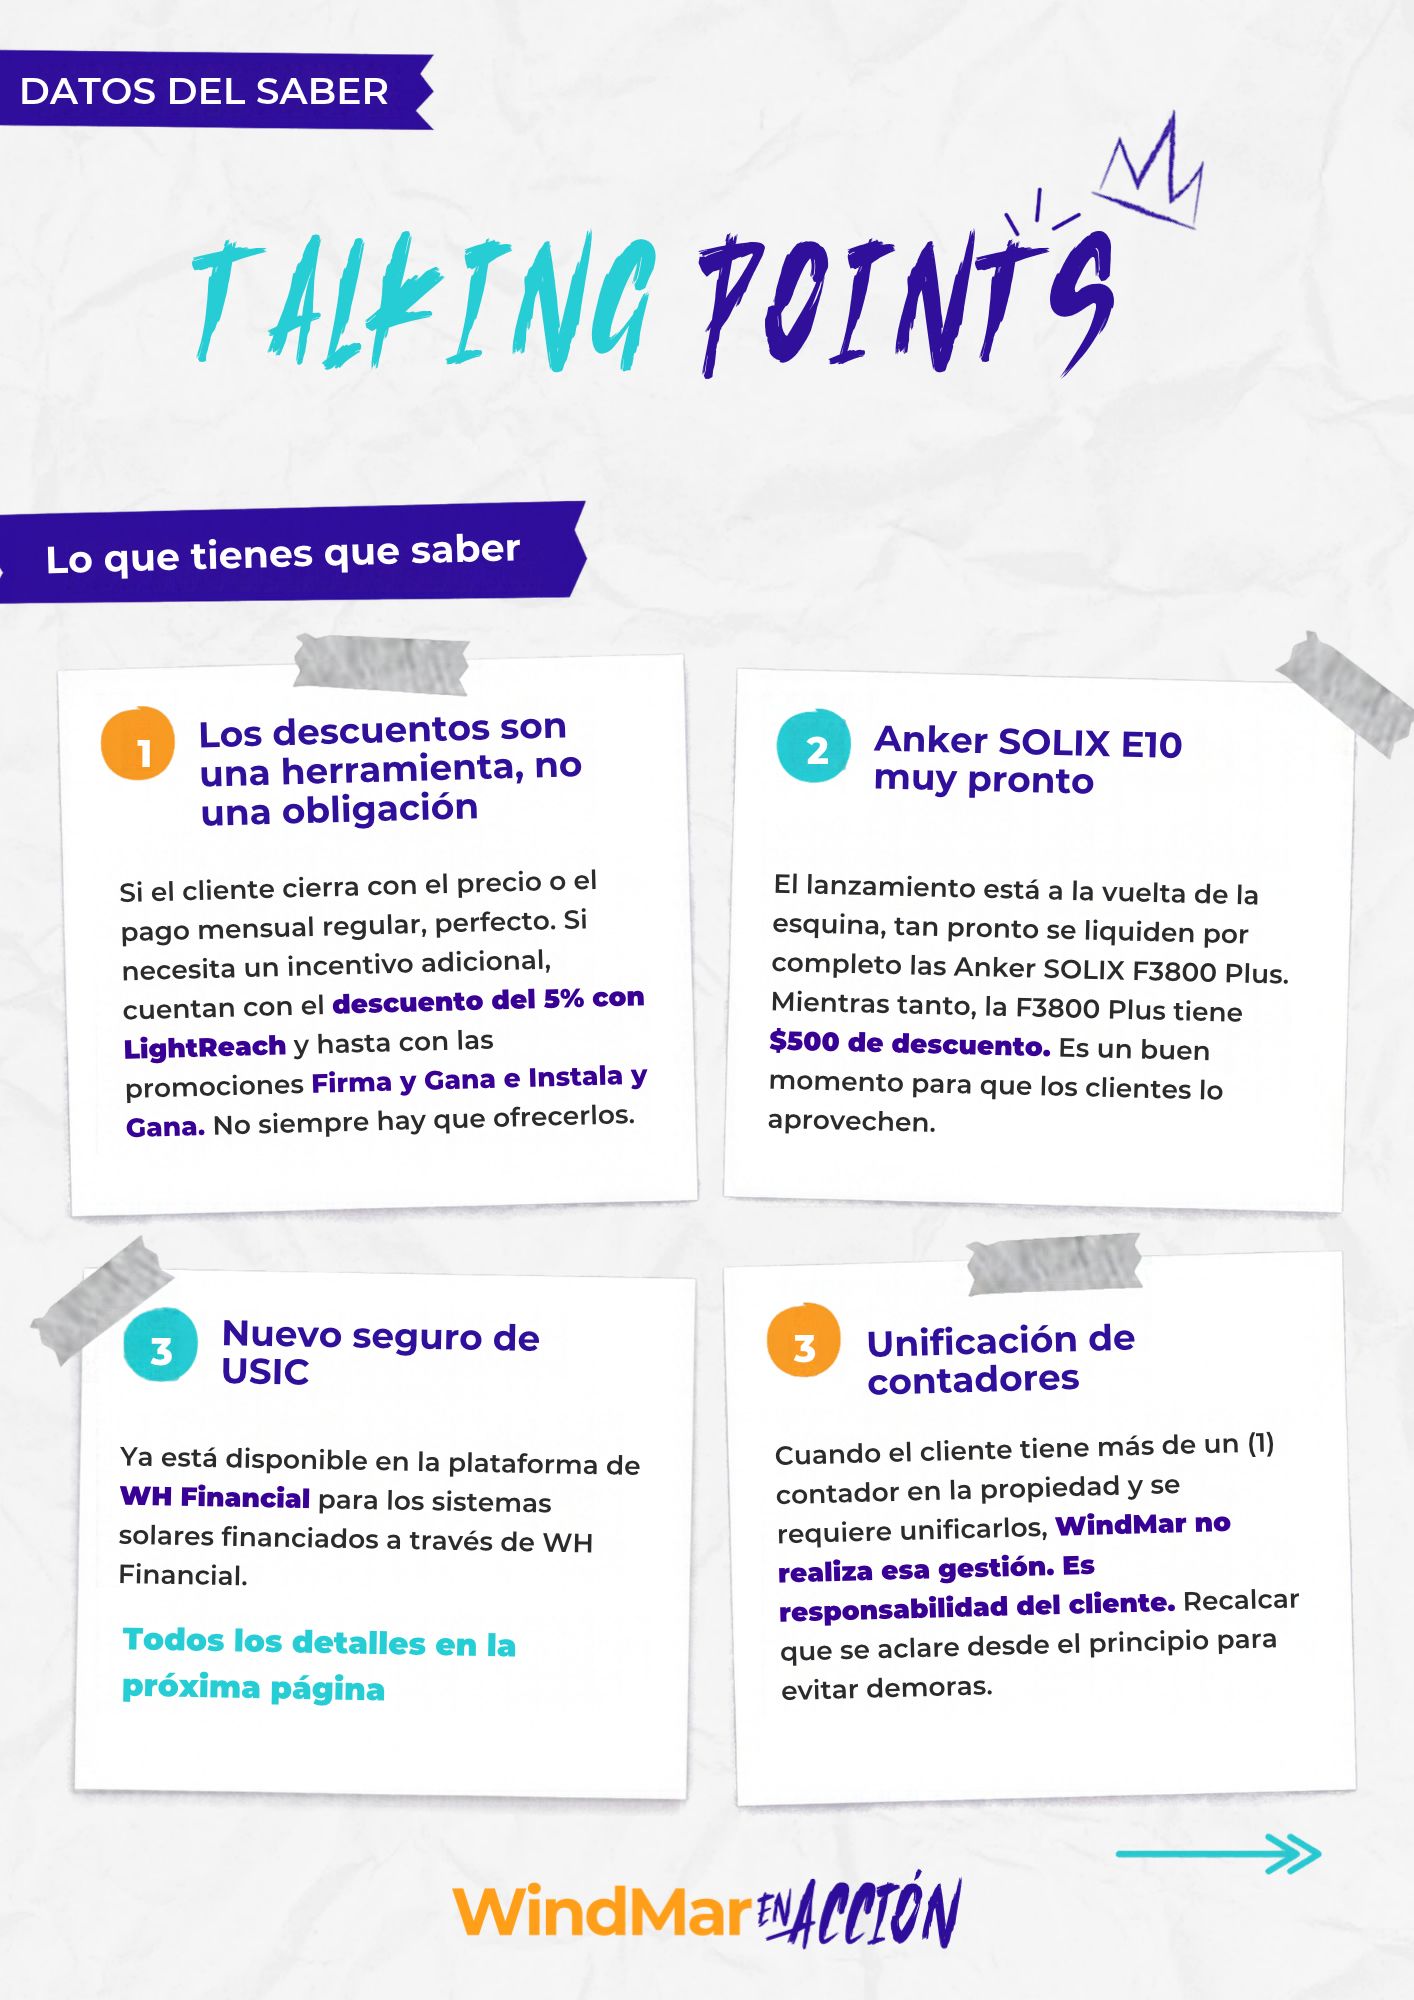 DATOS DEL SABER
TALKING POINTS
Lo que tienes que saber
1
Los descuentos son
una herramienta, no
una obligación
Si el cliente cierra con el precio o el
pago mensual regular, perfecto. Si
necesita un incentivo adicional,
cuentan con el descuento del 5% con
LightReach y hasta con las
promociones Firma y Gana e Instala y
Gana. No siempre hay que ofrecerlos.
2
Anker SOLIX E10
muy pronto
El lanzamiento está a la vuelta de la
esquina, tan pronto se liquiden por
completo las Anker SOLIX F3800 Plus.
Mientras tanto, la F3800 Plus tiene
$500 de descuento. Es un buen
momento para que los clientes lo
aprovechen.
3
Nuevo seguro de
USIC
Ya está disponible en la plataforma de
WH Financial para los sistemas
solares financiados a través de WH
Financial.
Todos los detalles en la
próxima página
3
Unificación de
contadores
Cuando el cliente tiene más de un (1)
contador en la propiedad y se
requiere unificarlos, WindMar no
realiza esa gestión. Es
responsabilidad del cliente. Recalcar
que se aclare desde el principio para
evitar demoras.
WindMar EN ACCIÓN